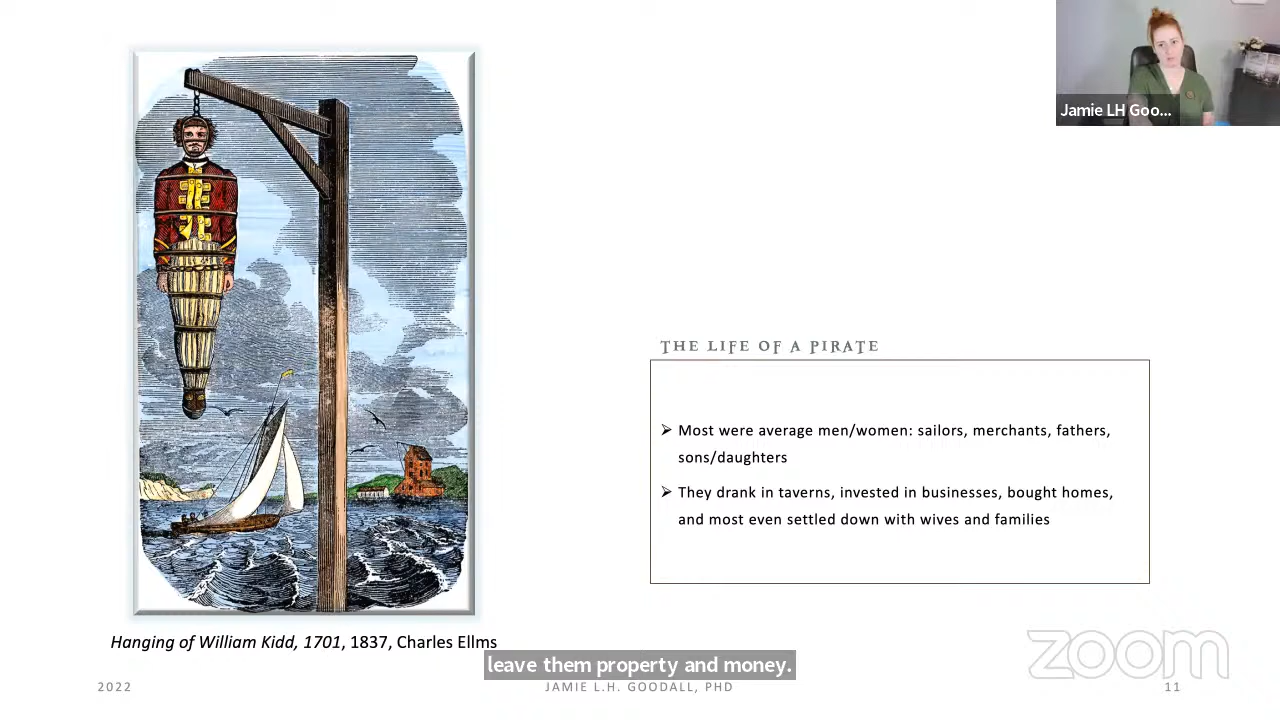 Jamie LH Goo...
THE LIFE OF A PIRATE
➢ Most were average men/women: sailors, merchants, fathers,
sons/daughters
➢ They drank in taverns, invested in businesses, bought homes,
and most even settled down with wives and families
Hanging of William Kidd, 1701, 1837, Charles Ellms
leave them property and money.
zoom
2022
JAMIE L.H. GOODALL, PHD
11